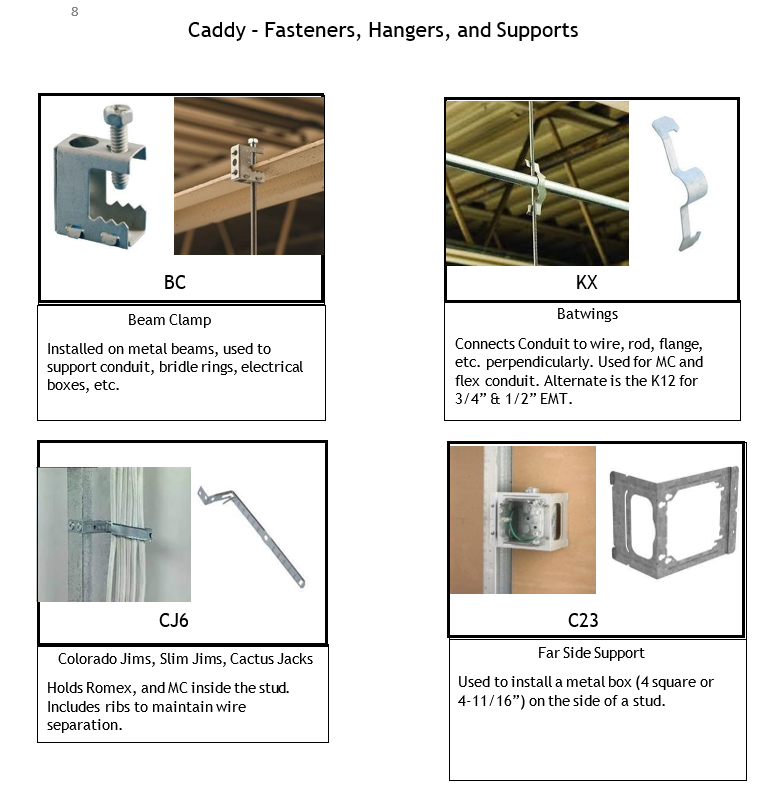 8
Caddy - Fasteners, Hangers, and Supports
BC
Beam Clamp
Installed on metal beams, used to
support conduit, bridle rings, electrical
boxes, etc.
KX
Batwings
Connects Conduit to wire, rod, flange,
etc. perpendicularly. Used for MC and
flex conduit. Alternate is the K12 for
3/4” & 1/2” EMT.
CJ6
Colorado Jims, Slim Jims, Cactus Jacks
Holds Romex, and MC inside the stud.
Includes ribs to maintain wire
separation.
C23
Far Side Support
Used to install a metal box (4 square or
4-11/16”) on the side of a stud.